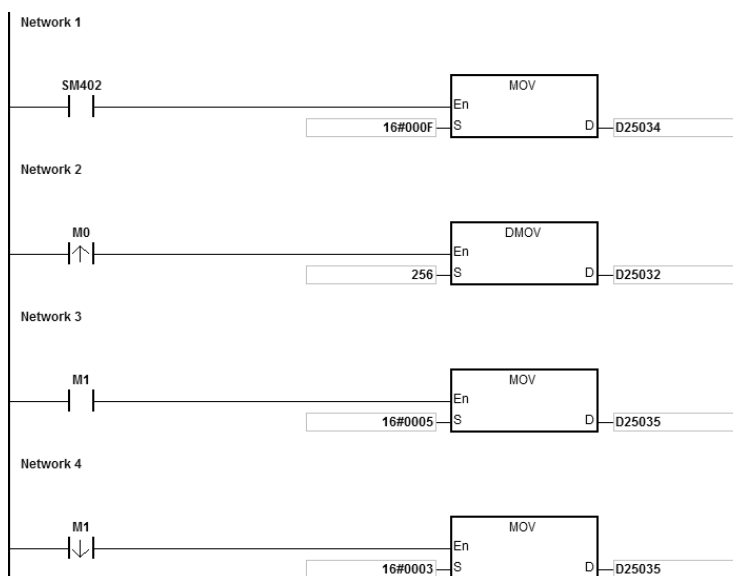 Network 1
SM402
MOV
En
16#000F S D D25034
Network 2
M0
DMOV
En
256 S D D25032
Network 3
M1
MOV
En
16#0005 S D D25035
Network 4
M1
MOV
En
16#0003 S D D25035